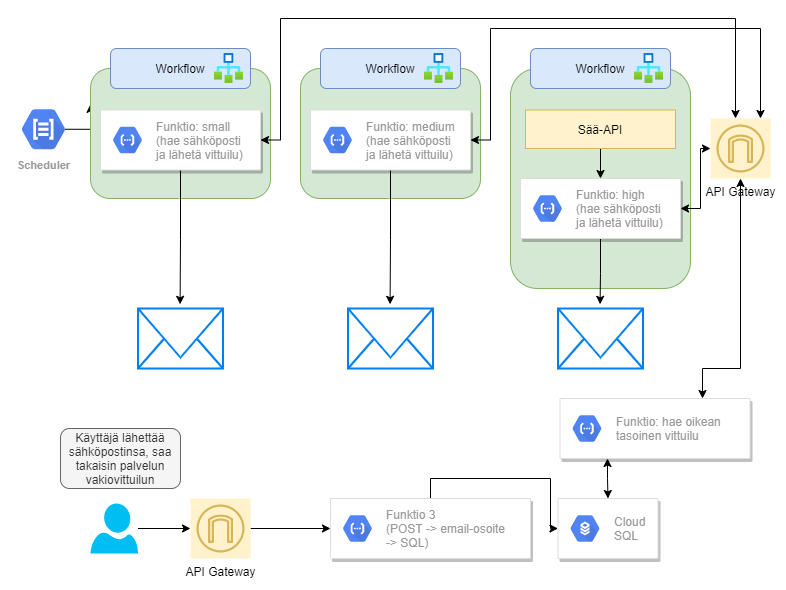 Workflow
Workflow
Workflow
Scheduler
Funktio: small
(hae sähköposti
ja lähetä vittuilu)
Funktio: medium
(hae sähköposti
ja lähetä vittuilu)
Sää-API
Funktio: high
(hae sähköposti
ja lähetä vittuilu)
API Gateway
Funktio: hae oikean
tasoinen vittuilu
Käyttäjä lähettää
sähköpostinsa, saa
takaisin palvelun
vakiovittuilun
API Gateway
Funktio 3
(POST -> email-osoite
-> SQL)
Cloud
SQL